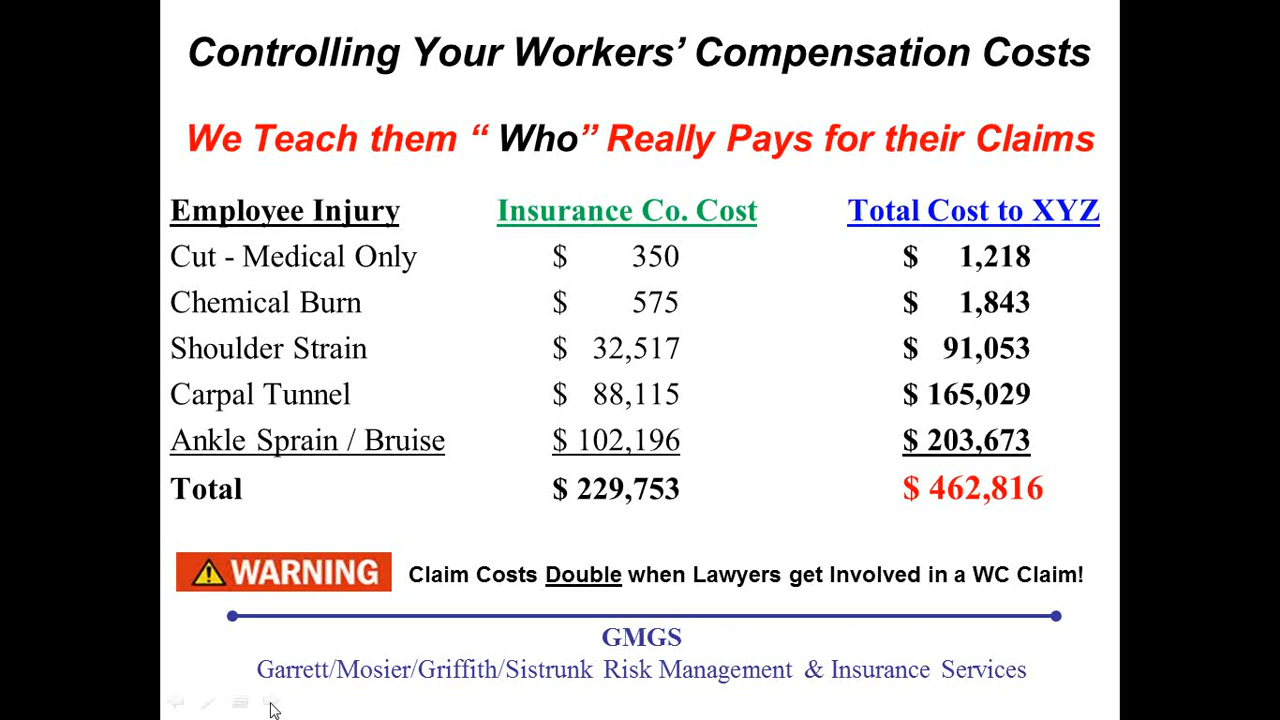 Controlling Your Workers’ Compensation Costs
We Teach them “ Who” Really Pays for their Claims
Employee Injury Insurance Co. Cost Total Cost to XYZ
Cut - Medical Only $ 350 $ 1,218
Chemical Burn $ 575 $ 1,843
Shoulder Strain $ 32,517 $ 91,053
Carpal Tunnel $ 88,115 $ 165,029
Ankle Sprain / Bruise $ 102,196 $ 203,673
Total $ 229,753 $ 462,816
WARNING Claim Costs Double when Lawyers get Involved in a WC Claim!
GMGS
Garrett/Mosier/Griffith/Sistrunk Risk Management & Insurance Services